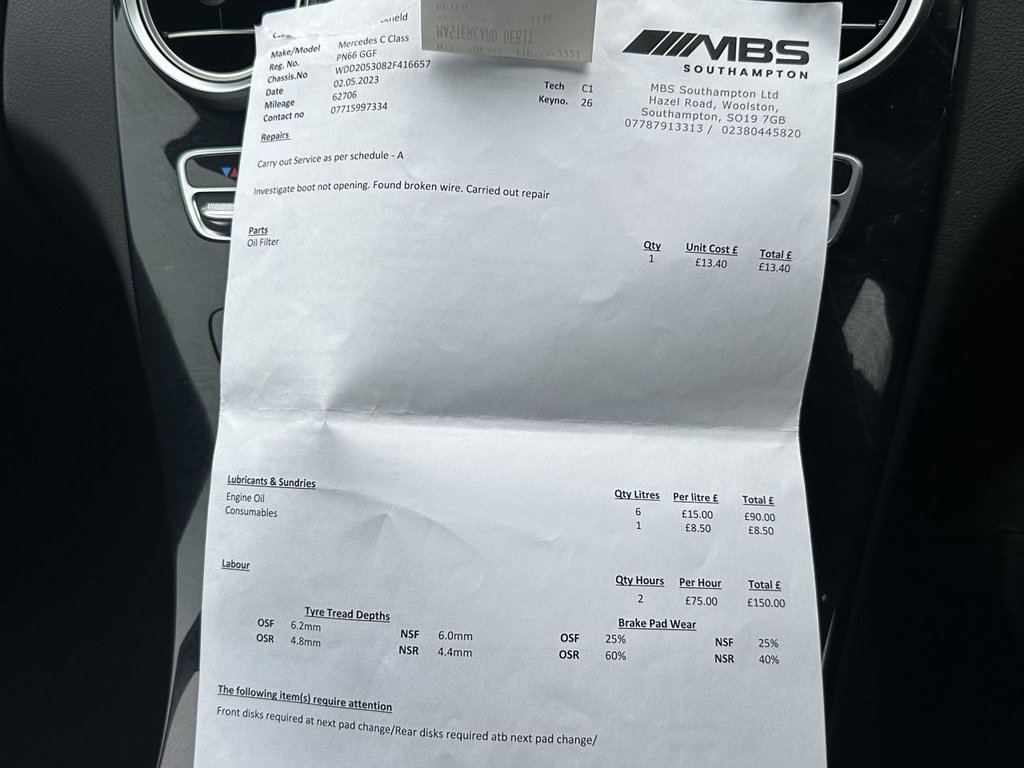 Make/Model Mercedes C Class
Reg. No. PN66 GGF
Chassis.No WDD2053082F416657
Date 02.05.2023
Mileage 62706
Contact no 07715997334
Tech C1
Keyno. 26
MBS
SOUTHAMPTON
MBS Southampton Ltd
Hazel Road, Woolston,
Southampton, SO19 7GB
07787913313 / 02380445820
MASTERCARD DEBIT
Repairs
Carry out Service as per schedule - A
Investigate boot not opening. Found broken wire. Carried out repair
Parts Qty Unit Cost £ Total £
Oil Filter 1 £13.40 £13.40
Lubricants & Sundries Qty Litres Per litre £ Total £
Engine Oil 6 £15.00 £90.00
Consumables 1 £8.50 £8.50
Labour Qty Hours Per Hour Total £
2 £75.00 £150.00
Tyre Tread Depths Brake Pad Wear
OSF 6.2mm NSF 6.0mm OSF 25% NSF 25%
OSR 4.8mm NSR 4.4mm OSR 60% NSR 40%
The following item(s) require attention
Front disks required at next pad change/Rear disks required atb next pad change/